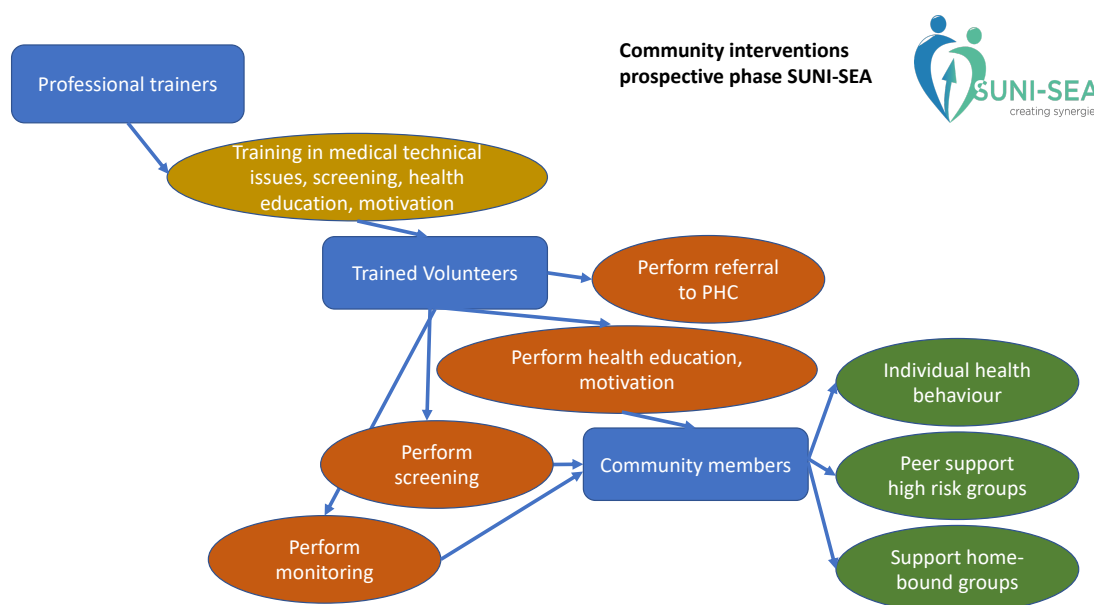 Community interventions
prospective phase SUNI-SEA
SUNI-SEA
creating synergies
Professional trainers
Training in medical technical
issues, screening, health
education, motivation
Trained Volunteers
Perform referral
to PHC
Perform health education,
motivation
Individual health
behaviour
Perform
screening
Community members
Peer support
high risk groups
Perform
monitoring
Support home-
bound groups